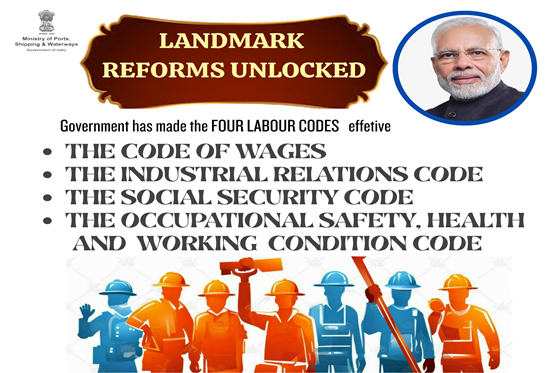 Ministry of Ports,
Shipping & Waterways
Government of India
LANDMARK
REFORMS UNLOCKED
Government has made the FOUR LABOUR CODES effetive
• THE CODE OF WAGES
• THE INDUSTRIAL RELATIONS CODE
• THE SOCIAL SECURITY CODE
• THE OCCUPATIONAL SAFETY, HEALTH
AND WORKING CONDITION CODE